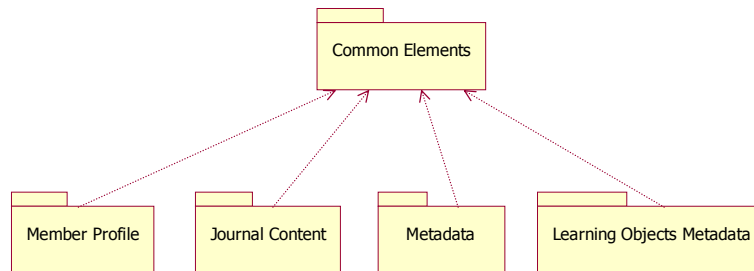 Common Elements
Member Profile
Journal Content
Metadata
Learning Objects Metadata